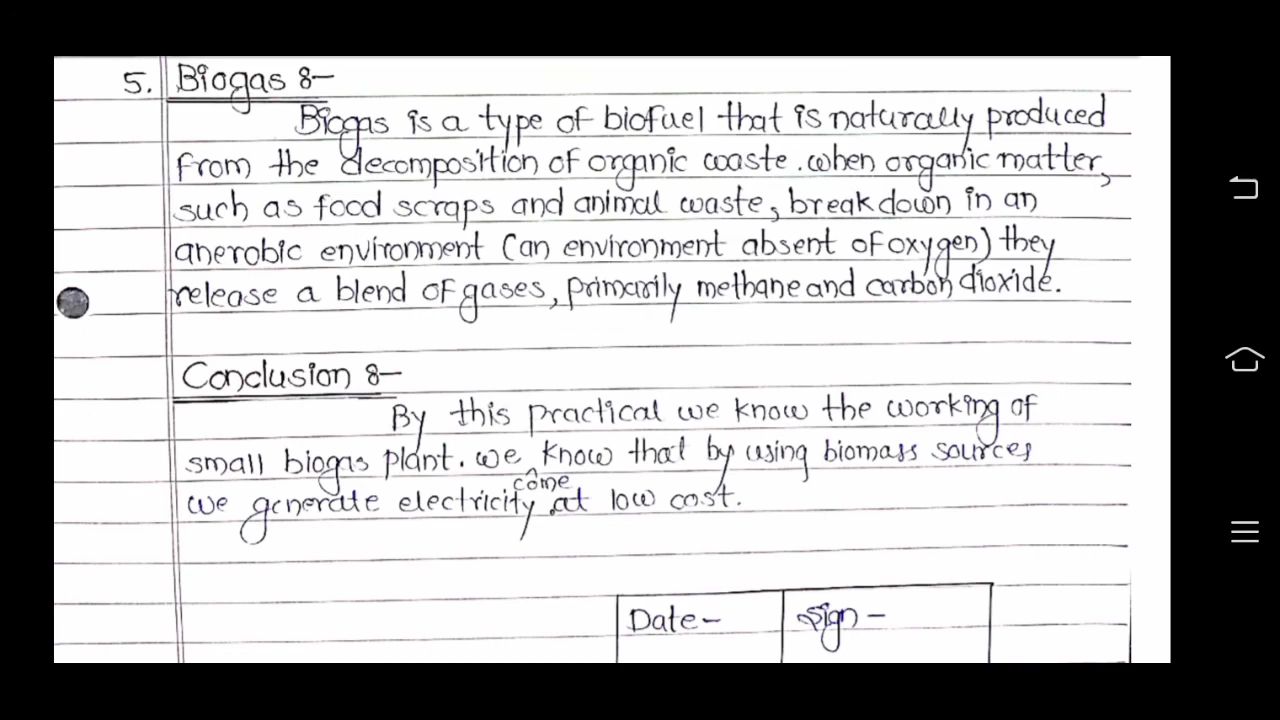 5. Biogas :-
Biogas is a type of biofuel that is naturally produced
from the decomposition of organic waste. when organic matter,
such as food scraps and animal waste, break down in an
anerobic environment (an environment absent of oxygen) they
release a blend of gases, primarily methane and carbon dioxide.
Conclusion :-
By this practical we know the working of
small biogas plant. we know that by using biomass sources
come
we generate electricity at low cost.
Date- Sign-